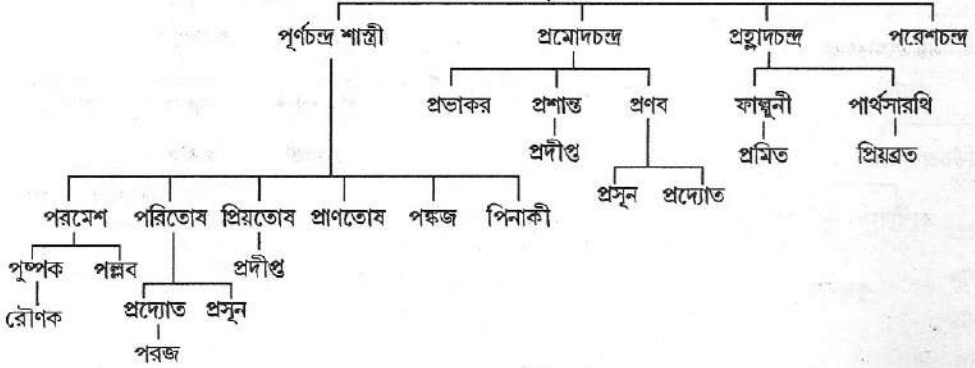 পূর্ণচন্দ্র শাস্ত্রী প্রমোদচন্দ্র প্রহ্লাদচন্দ্র পরেশচন্দ্র
প্রভাকর প্রশান্ত প্রণব ফাল্গুনী পার্থসারথি
প্রদীপ্ত প্রমিত প্রিয়ব্রত
প্রসূন প্রদ্যোত
পরমেশ পরিতোষ প্রিয়তোষ প্রাণতোষ পঙ্কজ পিনাকী
পুষ্পক পল্লব প্রদীপ্ত
রৌণক প্রদ্যোত প্রসূন
পরজ